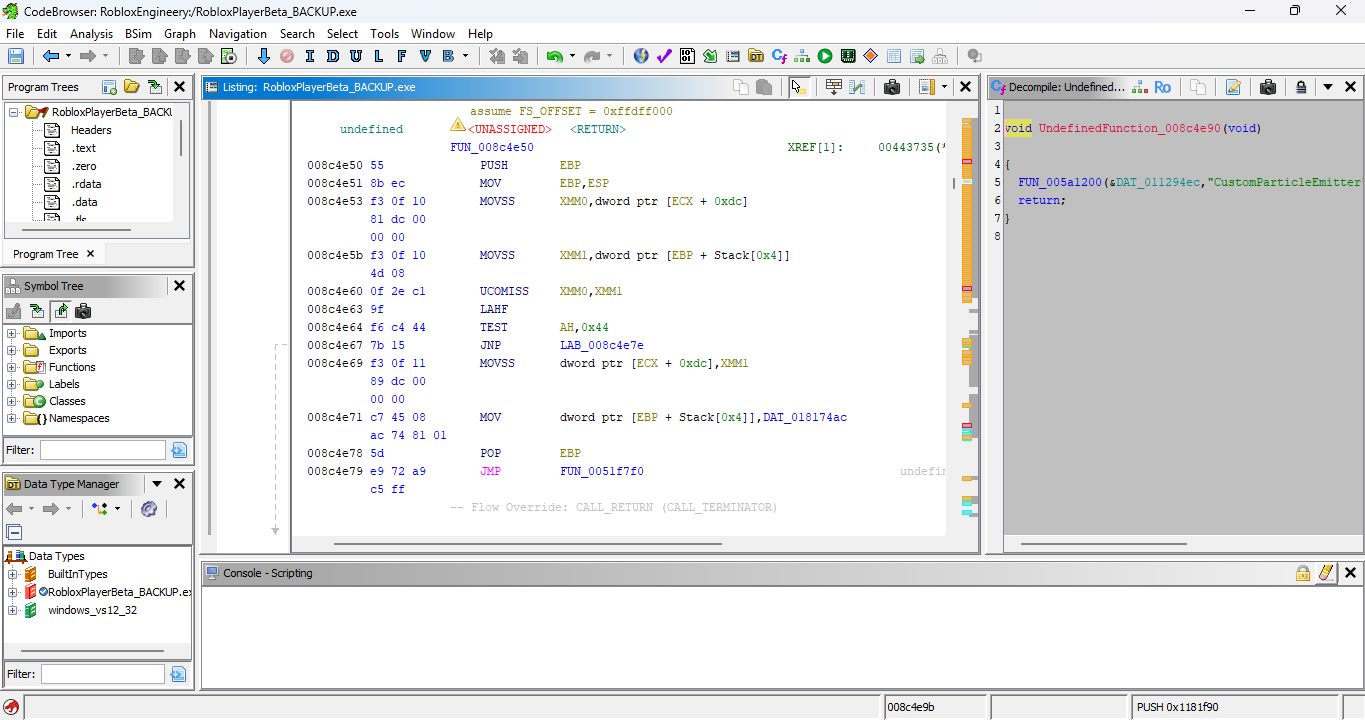 CodeBrowser: RobloxEngineery:/RobloxPlayerBeta_BACKUP.exe
File Edit Analysis BSim Graph Navigation Search Select Tools Window Help
I D U L F V B
Program Trees
RobloxPlayerBeta_BACKU
Headers
.text
.zero
.rdata
.data
.tls
Program Tree
Symbol Tree
Imports
Exports
Functions
Labels
Classes
Namespaces
Filter:
Data Type Manager
Data Types
BuiltInTypes
RobloxPlayerBeta_BACKUP.ex
windows_vs12_32
Filter:
Listing: RobloxPlayerBeta_BACKUP.exe
assume FS_OFFSET = 0xffdff000
undefined <UNASSIGNED> <RETURN>
FUN_008c4e50 XREF[1]: 00443735(*
008c4e50 55 PUSH EBP
008c4e51 8b ec MOV EBP,ESP
008c4e53 f3 0f 10 MOVSS XMM0,dword ptr [ECX + 0xdc]
81 dc 00
00 00
008c4e5b f3 0f 10 MOVSS XMM1,dword ptr [EBP + Stack[0x4]]
4d 08
008c4e60 0f 2e c1 UCOMISS XMM0,XMM1
008c4e63 9f LAHF
008c4e64 f6 c4 44 TEST AH,0x44
008c4e67 7b 15 JNP LAB_008c4e7e
008c4e69 f3 0f 11 MOVSS dword ptr [ECX + 0xdc],XMM1
89 dc 00
00 00
008c4e71 c7 45 08 MOV dword ptr [EBP + Stack[0x4]],DAT_018174ac
ac 74 81 01
008c4e78 5d POP EBP
008c4e79 e9 72 a9 JMP FUN_0051f7f0 undefin
c5 ff
-- Flow Override: CALL_RETURN (CALL_TERMINATOR)
Decompile: Undefined... Ro
1
2 void UndefinedFunction_008c4e90(void)
3
4 {
5 FUN_005a1200(&DAT_011294ec,"CustomParticleEmitter
6 return;
7 }
8
Console - Scripting
008c4e9b
PUSH 0x1181f90